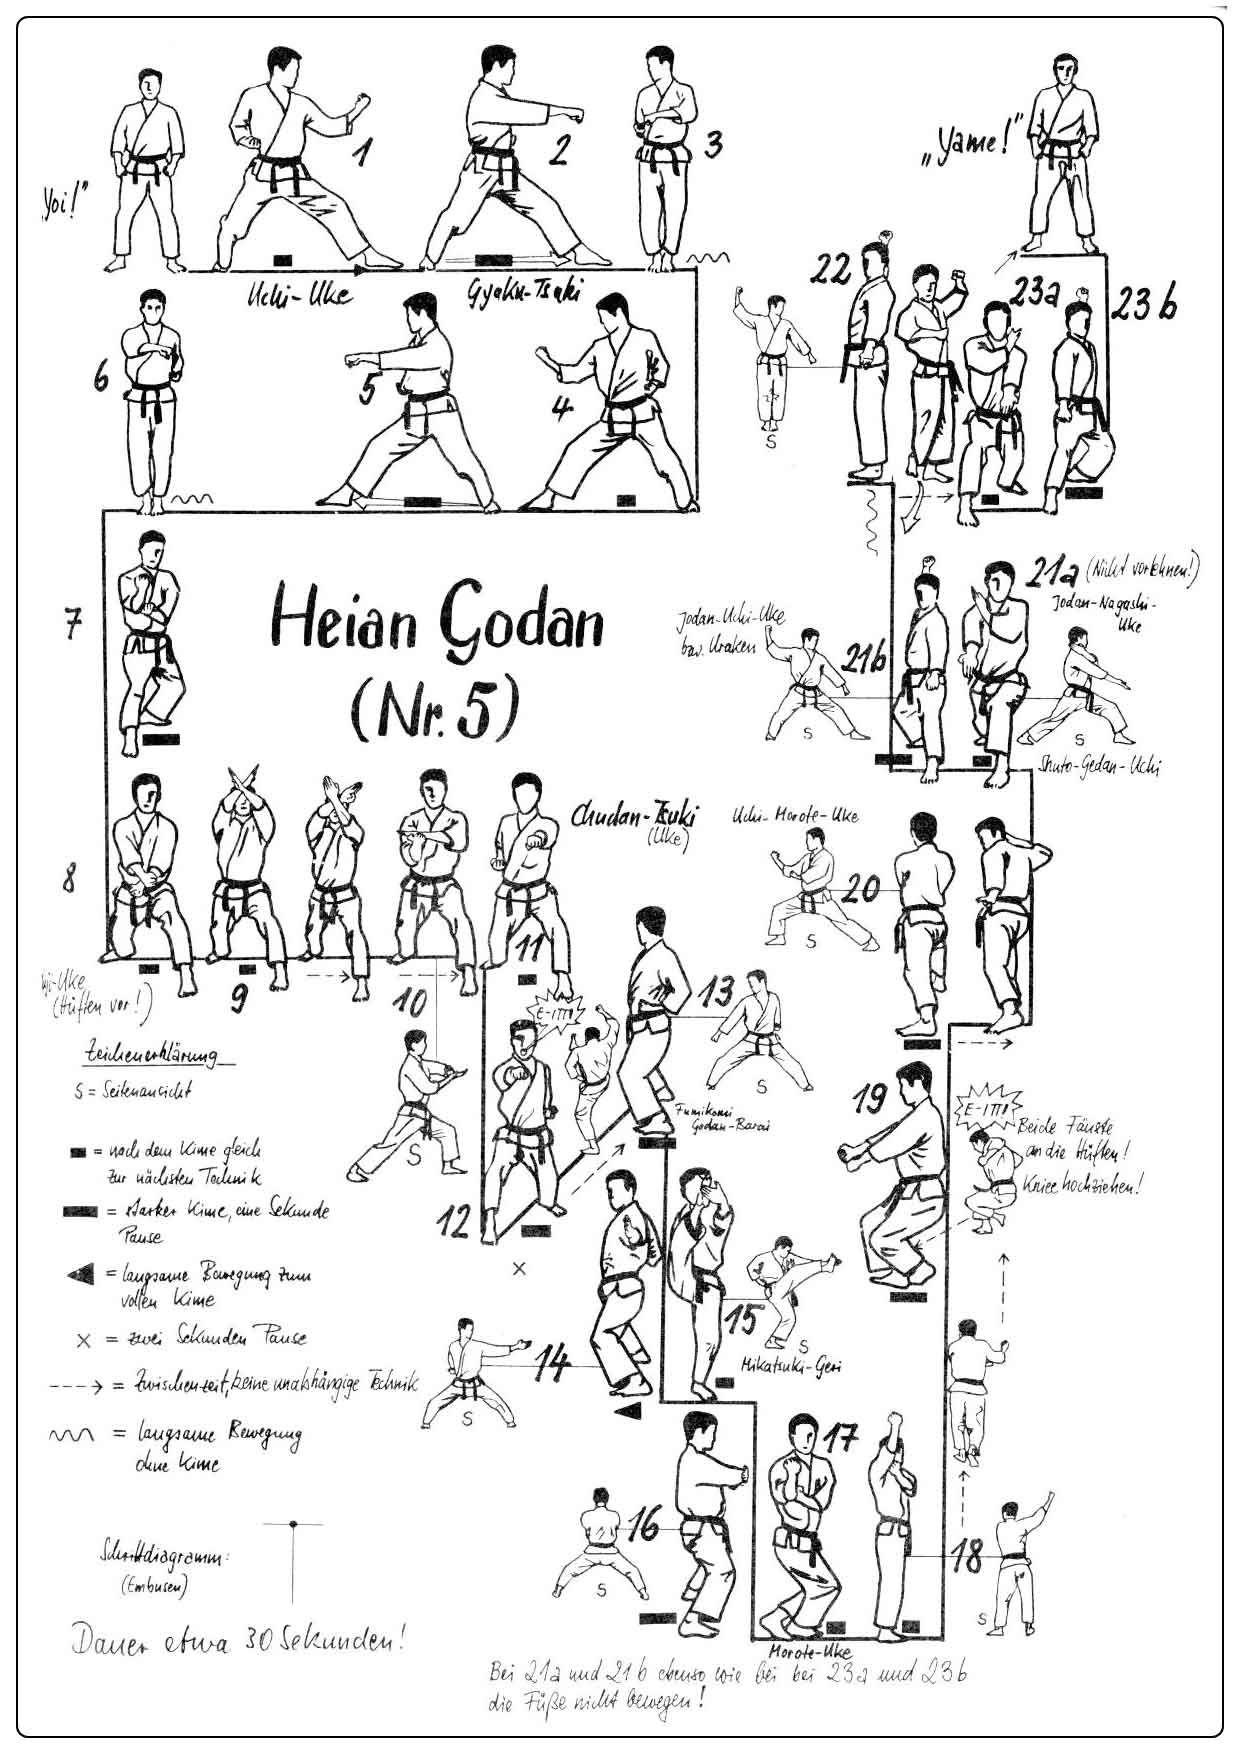 „Yoi!"
1
2
3
„Yame!"
Uchi-Uke
Gyaku-Tsuki
6
5
4
22
23a
23b
S
7
Heian Godan
(Nr. 5)
21a (Nicht vorlehnen!)
Jodan-Nagashi-
Uke
Jodan-Uchi-Uke
bzw. Uraken
21b
S
S
Shuto-Gedan-Uchi
8
Chudan-Tsuki
(Uke)
Uchi-Morote-Uke
20
S
9
10
11
Juji-Uke
(Hüften vor!)
E-ITT!
13
S
Fumikomi
Gedan-Barai
12
S
19
E-ITT!
Beide Fäuste
an die Hüften!
Knie hochziehen!
Zeichenerklärung
S = Seitenansicht
= nach dem Kime gleich
zur nächsten Technik
= starker Kime, eine Sekunde
Pause
= langsame Bewegung zum
vollen Kime
× = zwei Sekunden Pause
= Zwischenzeit, keine unabhängige Technik
= langsame Bewegung
ohne Kime
×
14
S
15
S
Mikatsuki-Geri
16
S
17
Morote-Uke
18
S
Schrittdiagramm:
(Embusen)
Dauer etwa 30 Sekunden!
Bei 21a und 21b ebenso wie bei bei 23a und 23b
die Füße nicht bewegen!